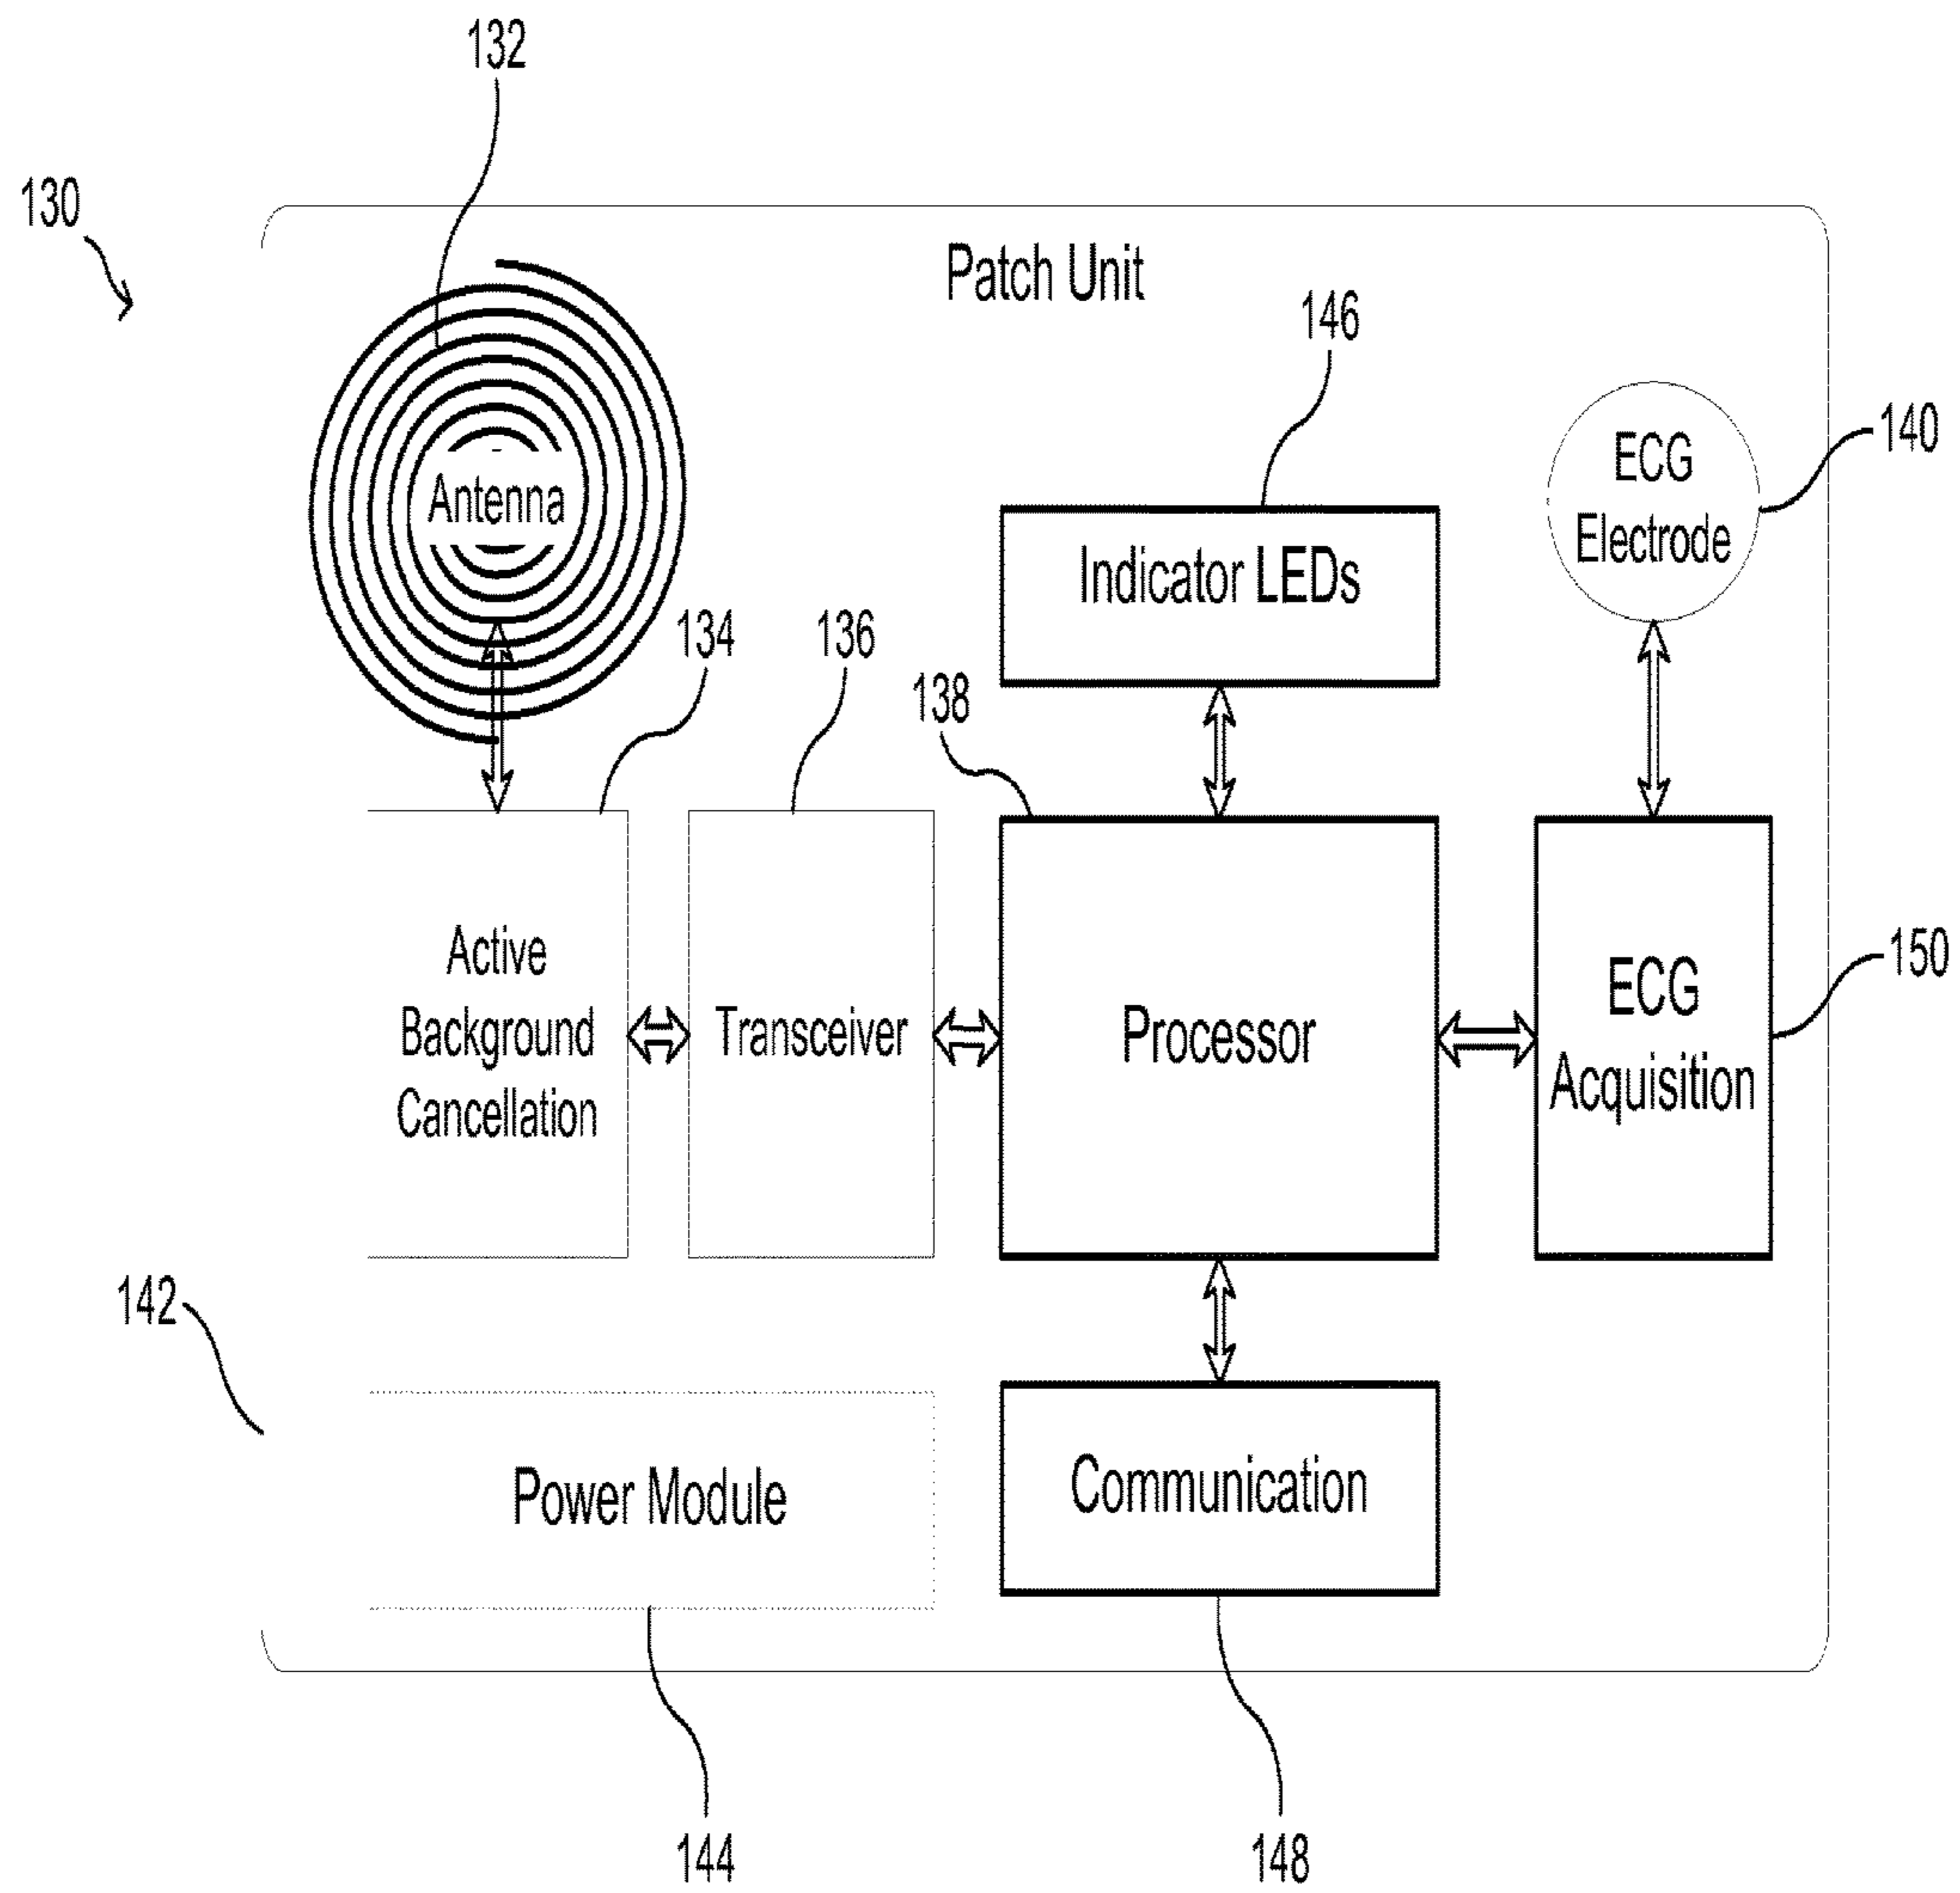 132
130
Patch Unit
146
140
ECG
Electrode
Antenna
Indicator LEDs
134
136
138
Active
Background
Cancellation
Transceiver
Processor
ECG
Acquisition
150
142
Power Module
Communication
144
148